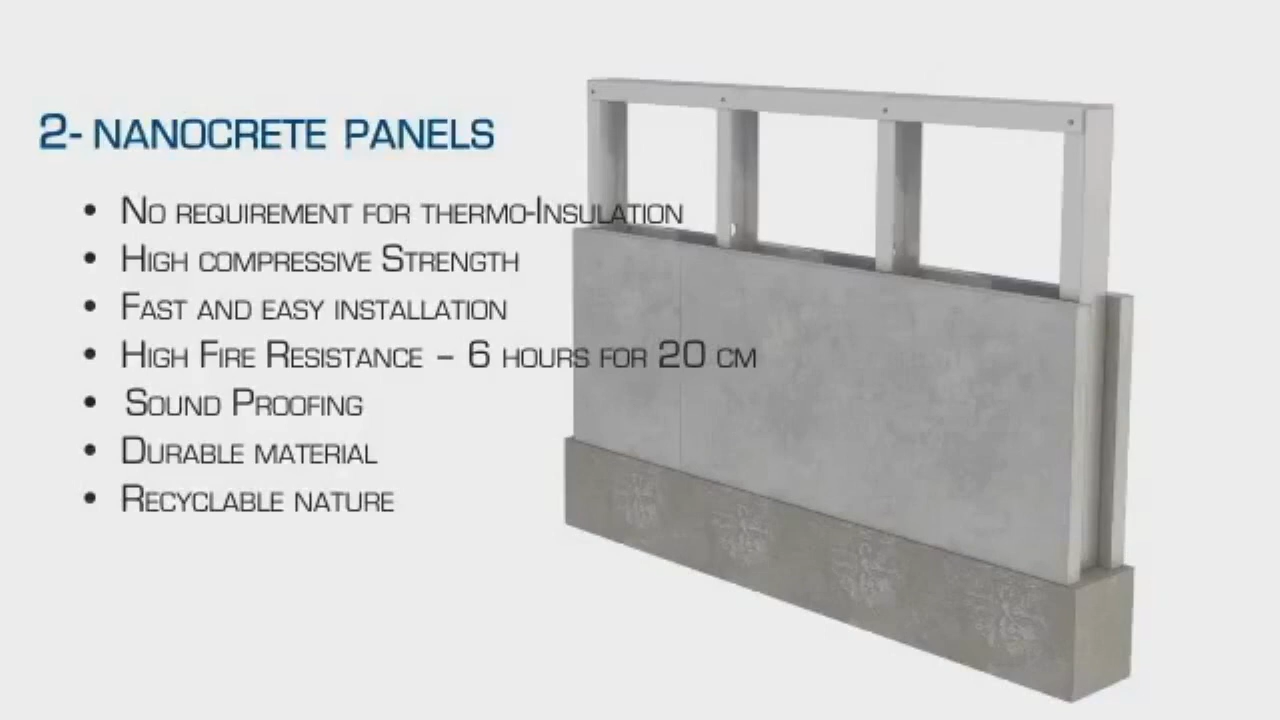 2- NANOCRETE PANELS
• No requirement for thermo-Insulation
• High compressive Strength
• Fast and easy installation
• High Fire Resistance – 6 hours for 20 cm
• Sound Proofing
• Durable material
• Recyclable nature